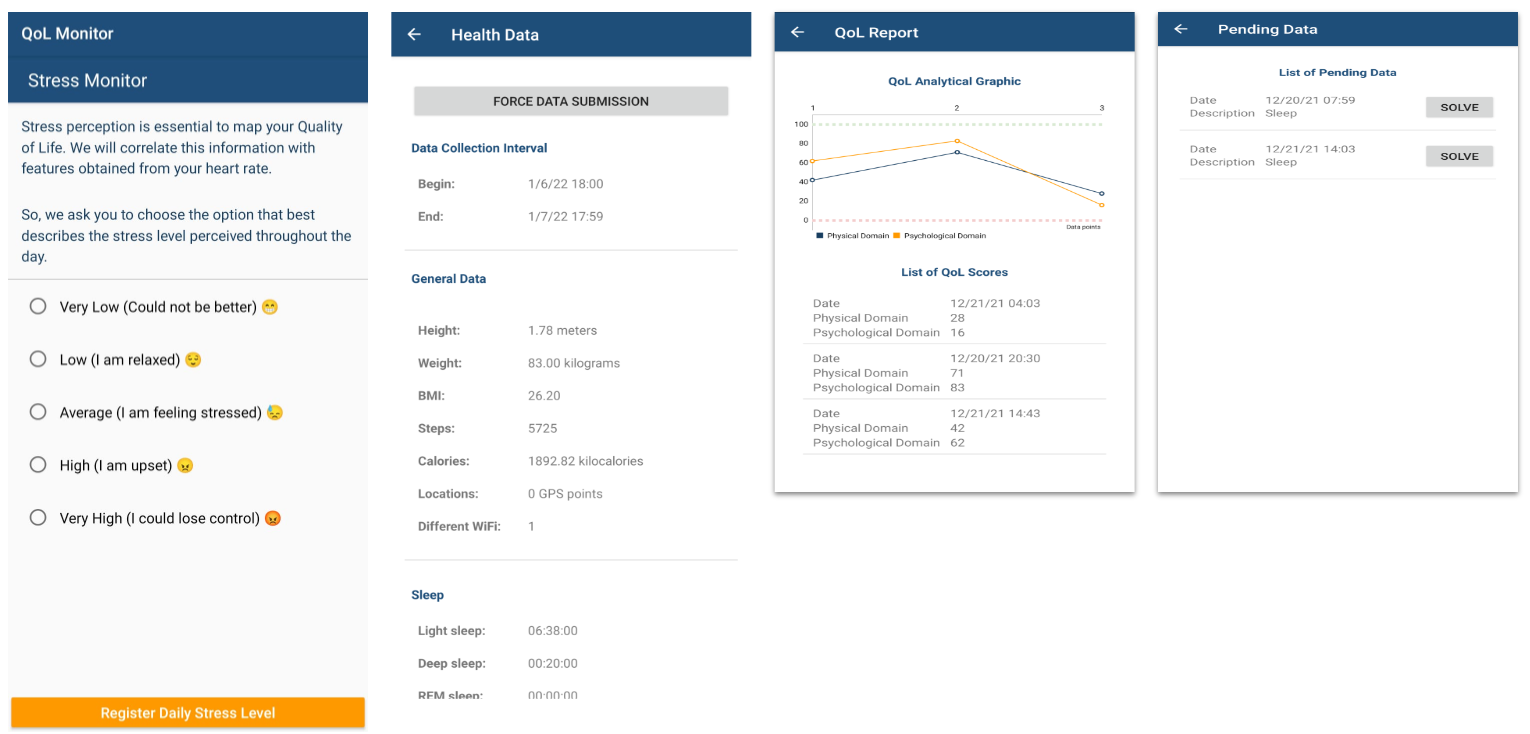 QoL Monitor
Stress Monitor
Stress perception is essential to map your Quality
of Life. We will correlate this information with
features obtained from your heart rate.
So, we ask you to choose the option that best
describes the stress level perceived throughout the
day.
Very Low (Could not be better) 😁
Low (I am relaxed) 😌
Average (I am feeling stressed) 😓
High (I am upset) 😠
Very High (I could lose control) 😡
Register Daily Stress Level
Health Data
FORCE DATA SUBMISSION
Data Collection Interval
Begin: 1/6/22 18:00
End: 1/7/22 17:59
General Data
Height: 1.78 meters
Weight: 83.00 kilograms
BMI: 26.20
Steps: 5725
Calories: 1892.82 kilocalories
Locations: 0 GPS points
Different WiFi: 1
Sleep
Light sleep: 06:38:00
Deep sleep: 00:20:00
REM sleep: 00:00:00
QoL Report
QoL Analytical Graphic
1 2 3
100
80
60
40
20
0
Data points
Physical Domain Psychological Domain
List of QoL Scores
Date 12/21/21 04:03
Physical Domain 28
Psychological Domain 16
Date 12/20/21 20:30
Physical Domain 71
Psychological Domain 83
Date 12/21/21 14:43
Physical Domain 42
Psychological Domain 62
Pending Data
List of Pending Data
Date 12/20/21 07:59
Description Sleep
SOLVE
Date 12/21/21 14:03
Description Sleep
SOLVE